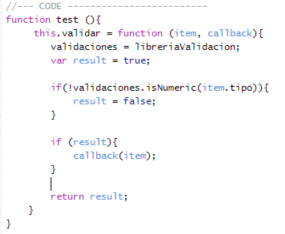 //--- CODE -------------------------
function test (){
this.validar = function (item, callback){
validaciones = libreriaValidacion;
var result = true;
if(!validaciones.isNumeric(item.tipo)){
result = false;
}
if (result){
callback(item);
}
return result;
}
}